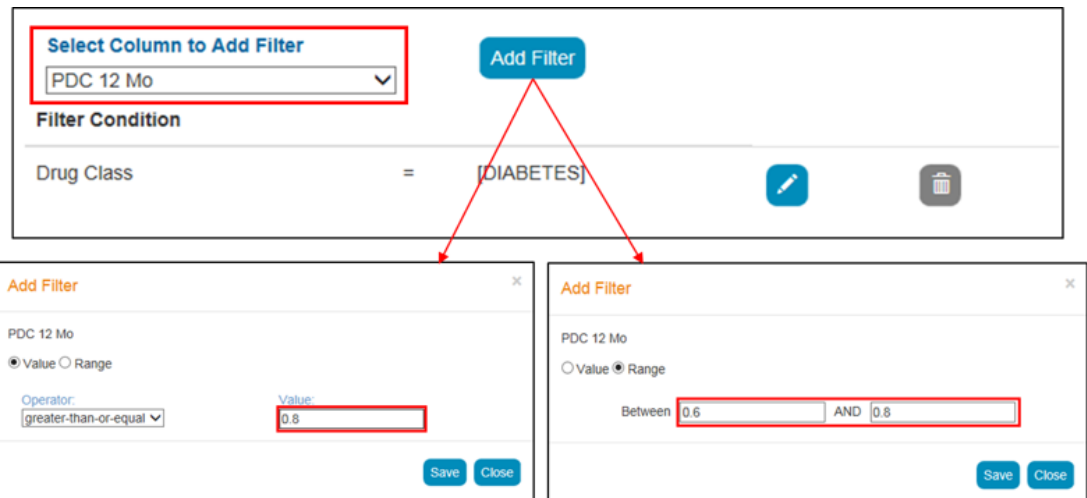 Select Column to Add Filter
PDC 12 Mo
Add Filter
Filter Condition
Drug Class = [DIABETES]
Add Filter ×
PDC 12 Mo
Value Range
Operator: Value:
greater-than-or-equal 0.8
Save Close
Add Filter ×
PDC 12 Mo
Value Range
Between 0.6 AND 0.8
Save Close